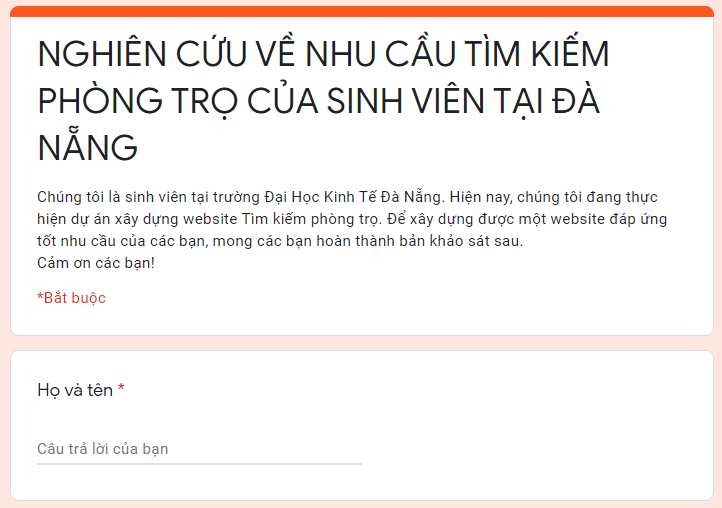 NGHIÊN CỨU VỀ NHU CẦU TÌM KIẾM
PHÒNG TRỌ CỦA SINH VIÊN TẠI ĐÀ
NẴNG
Chúng tôi là sinh viên tại trường Đại Học Kinh Tế Đà Nẵng. Hiện nay, chúng tôi đang thực
hiện dự án xây dựng website Tìm kiếm phòng trọ. Để xây dựng được một website đáp ứng
tốt nhu cầu của các bạn, mong các bạn hoàn thành bản khảo sát sau.
Cảm ơn các bạn!
*Bắt buộc
Họ và tên *
Câu trả lời của bạn